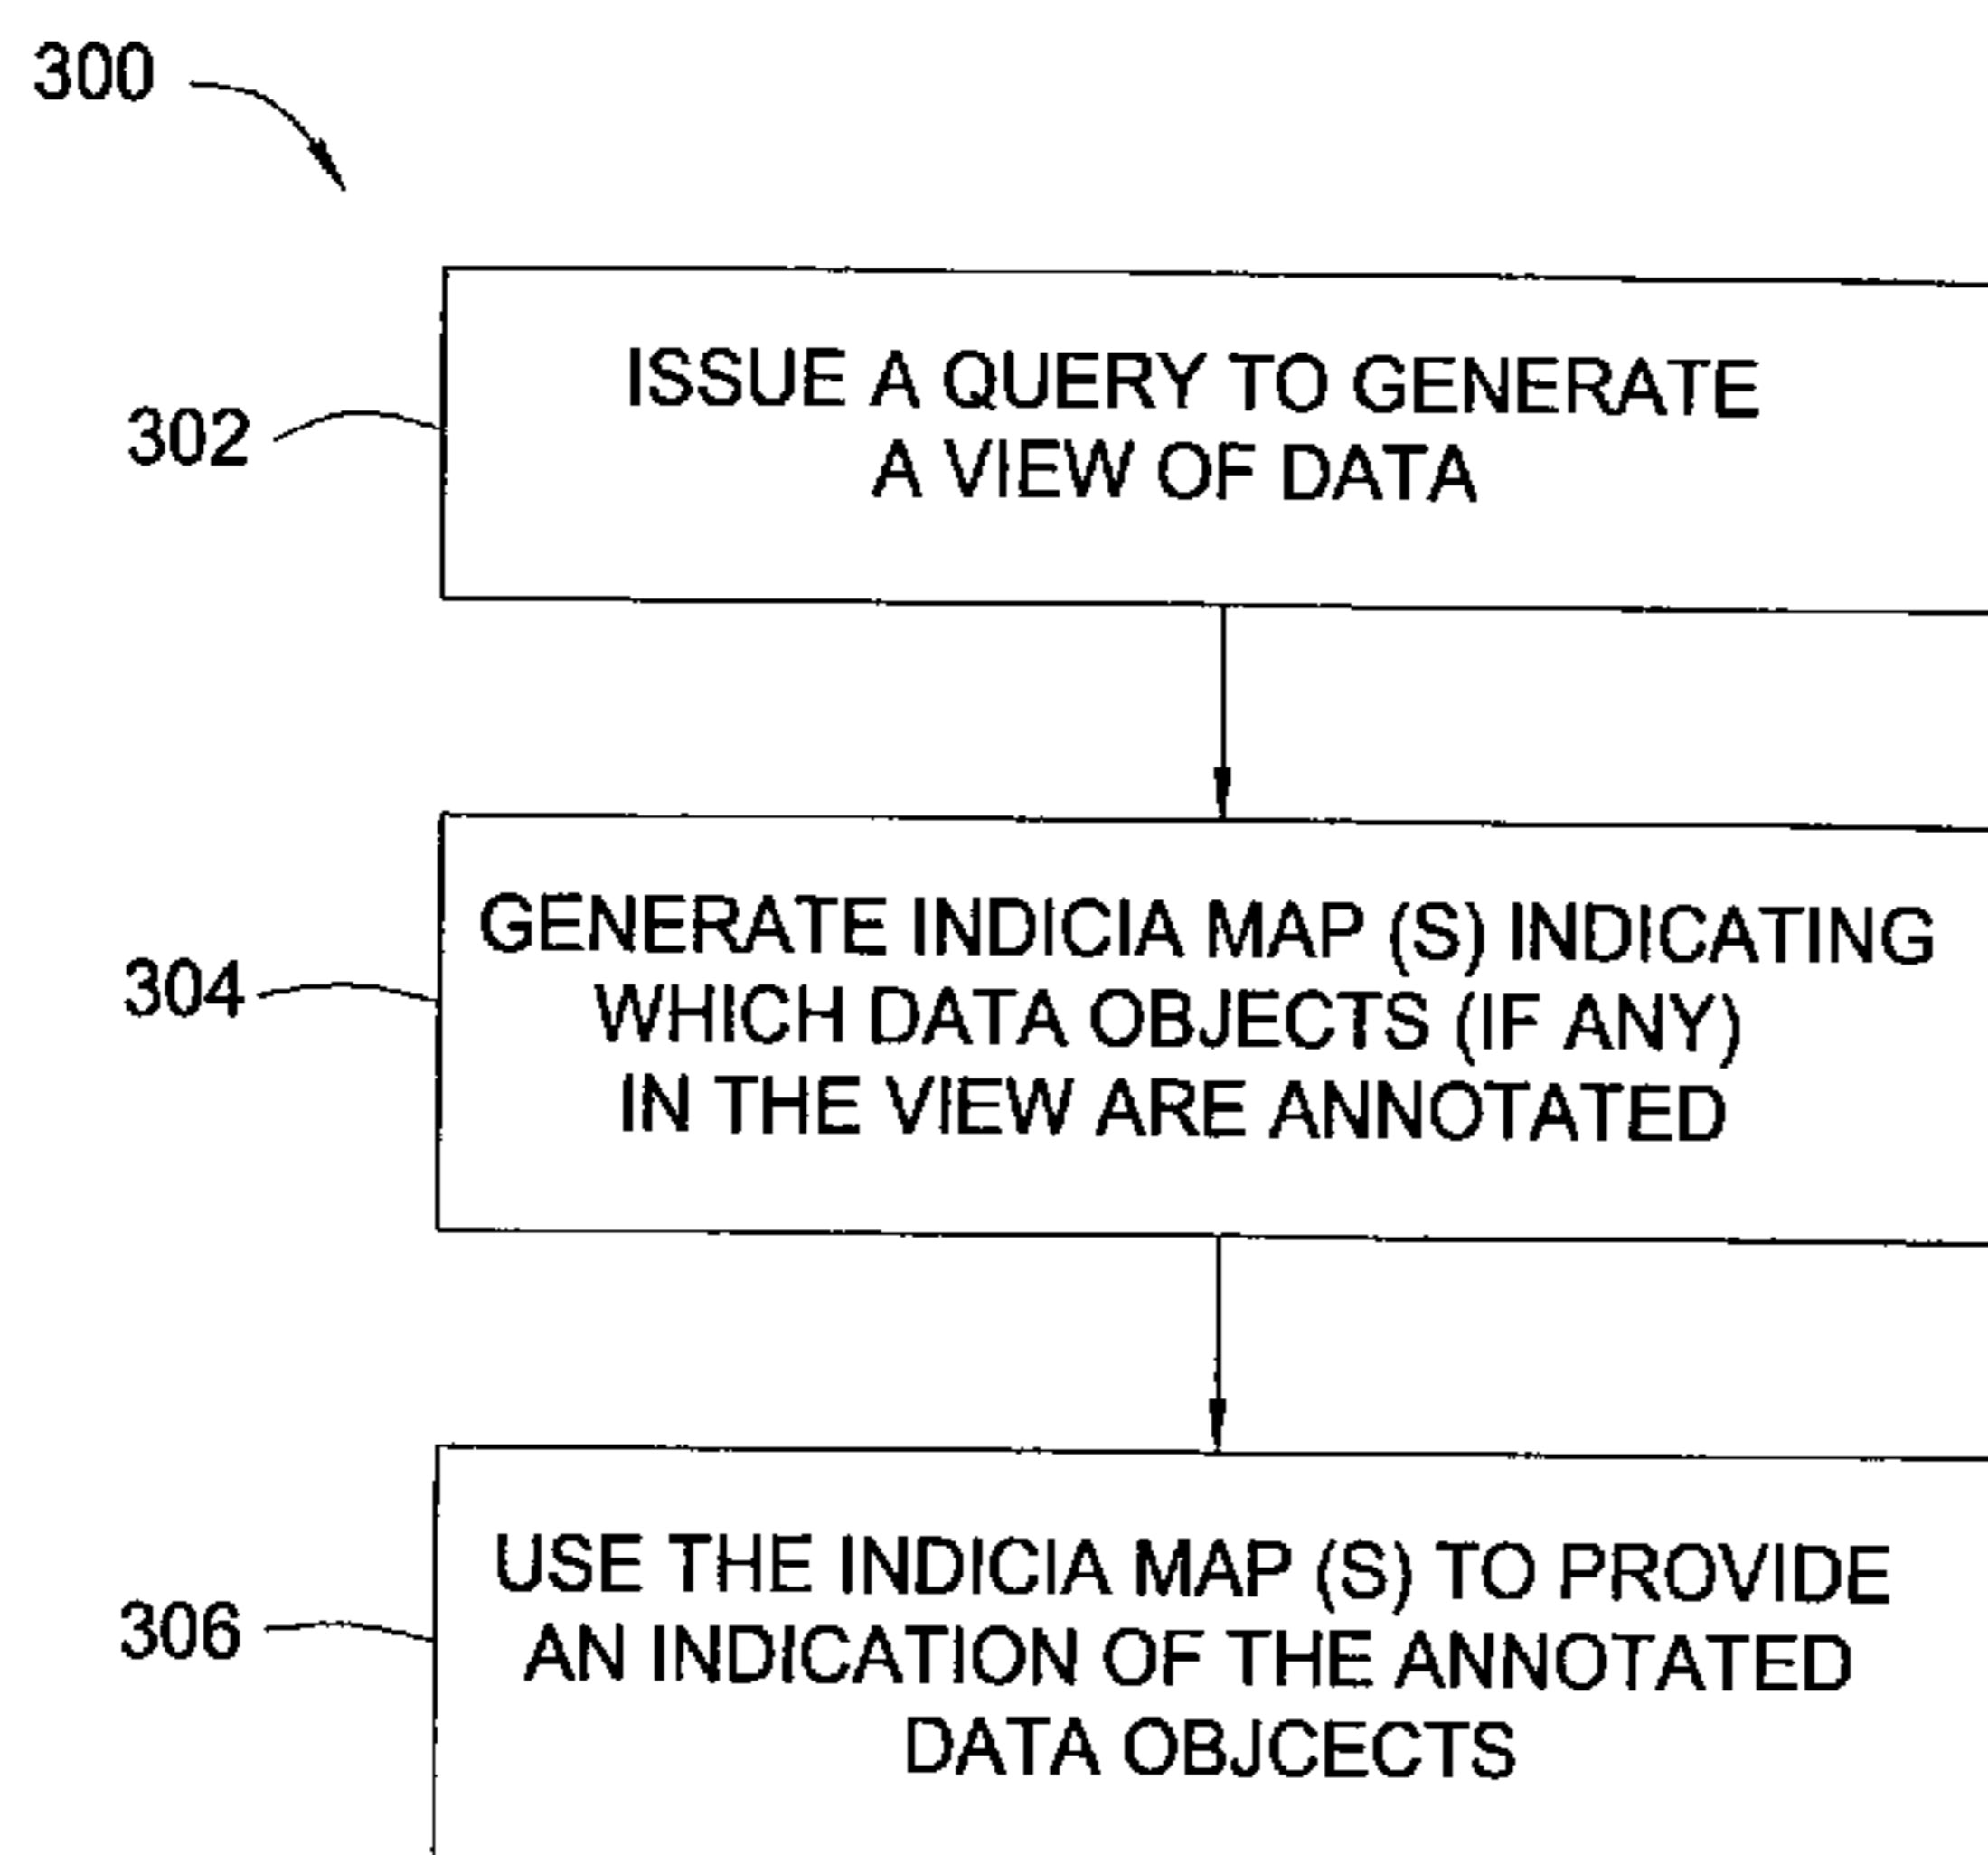 300
302
ISSUE A QUERY TO GENERATE
A VIEW OF DATA
304
GENERATE INDICIA MAP (S) INDICATING
WHICH DATA OBJECTS (IF ANY)
IN THE VIEW ARE ANNOTATED
306
USE THE INDICIA MAP (S) TO PROVIDE
AN INDICATION OF THE ANNOTATED
DATA OBJCECTS